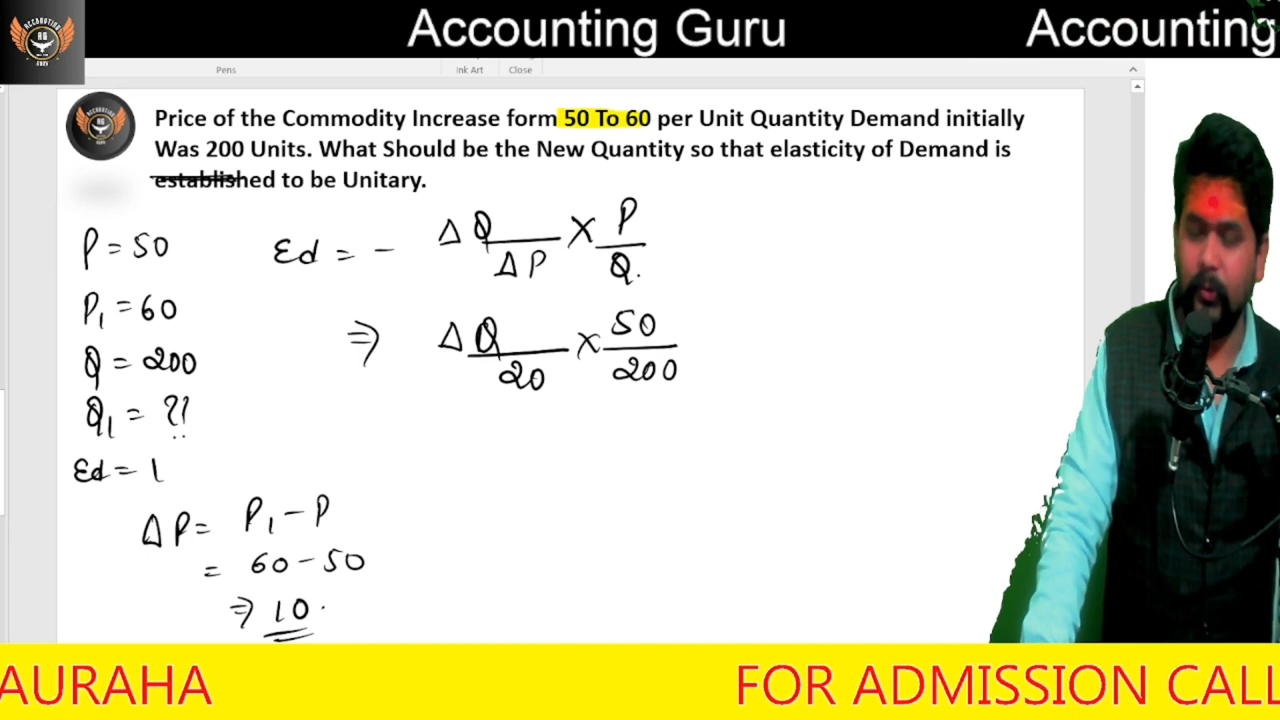 Accounting Guru
Accounting
Pens
Ink Art
Close
Price of the Commodity Increase form 50 To 60 per Unit Quantity Demand initially
Was 200 Units. What Should be the New Quantity so that elasticity of Demand is
established to be Unitary.
P = 50
P₁ = 60
Q = 200
Q₁ = ??
Ed = 1
Ed = - ΔQ/ΔP × P/Q.
⇒ ΔQ/20 × 50/200
ΔP = P₁ - P
= 60 - 50
⇒ 10.
AURAHA
FOR ADMISSION CALL